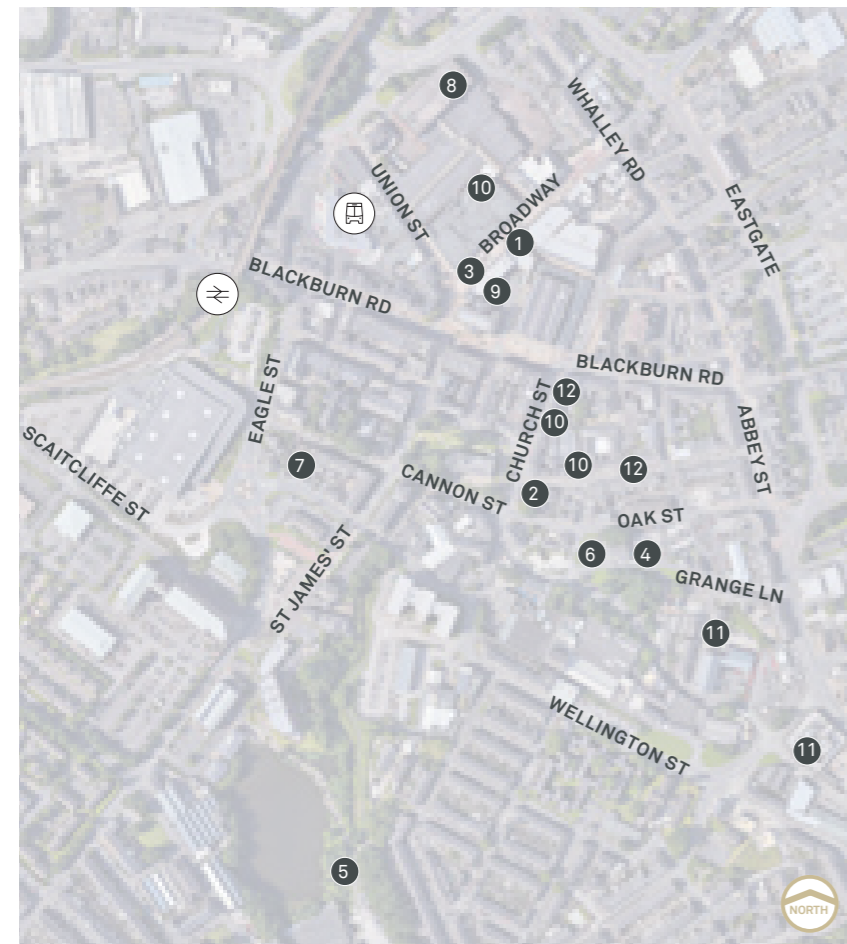 8
WHALLEY RD
UNION ST
10
BROADWAY
EASTGATE
1
3
9
BLACKBURN RD
BLACKBURN RD
EAGLE ST
12
CHURCH ST
10
ABBEY ST
SCAITCLIFFE ST
7
CANNON ST
10
12
2
OAK ST
ST JAMES' ST
6
4
GRANGE LN
11
WELLINGTON ST
11
5
NORTH